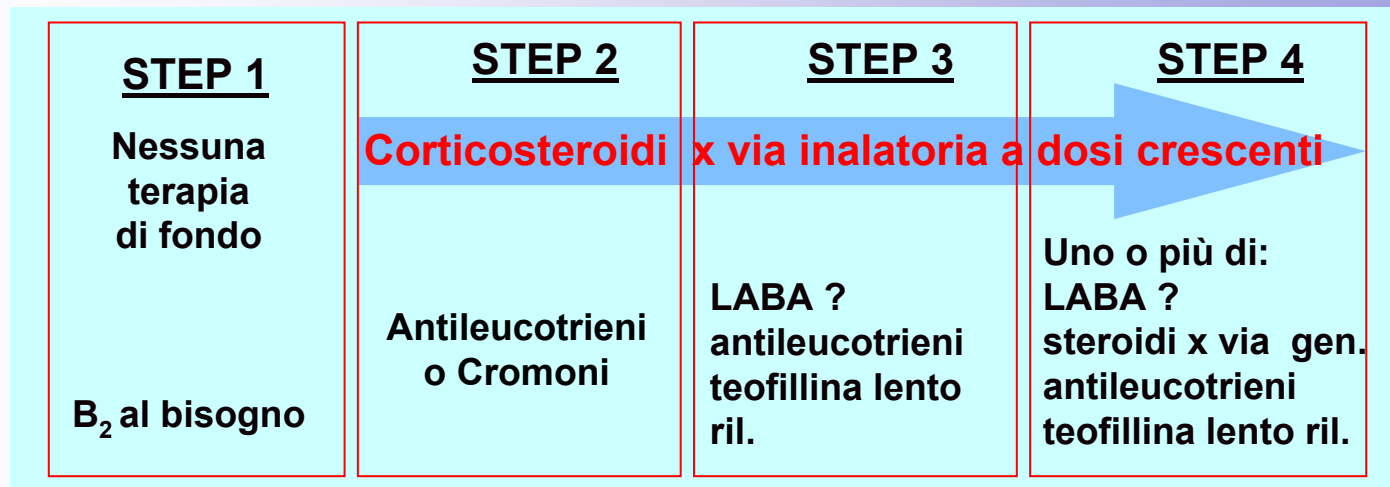 STEP 1
Nessuna
terapia
di fondo
B2 al bisogno
STEP 2
STEP 3
STEP 4
Corticosteroidi x via inalatoria a dosi crescenti
Antileucotrieni
o Cromoni
LABA ?
antileucotrieni
teofillina lento
ril.
Uno o più di:
LABA ?
steroidi x via gen.
antileucotrieni
teofillina lento ril.